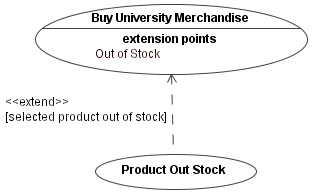 Buy University Merchandise
extension points
Out of Stock
<<extend>>
[selected product out of stock]
Product Out Stock